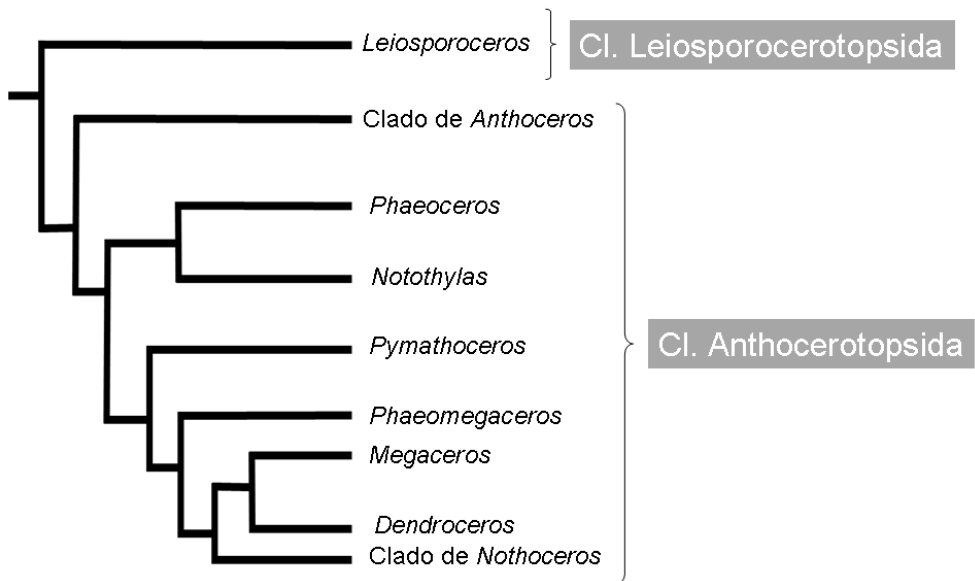 Leiosporoceros
Cl. Leiosporocerotopsida
Clado de Anthoceros
Phaeoceros
Notothylas
Pymathoceros
Cl. Anthocerotopsida
Phaeomegaceros
Megaceros
Dendroceros
Clado de Nothoceros